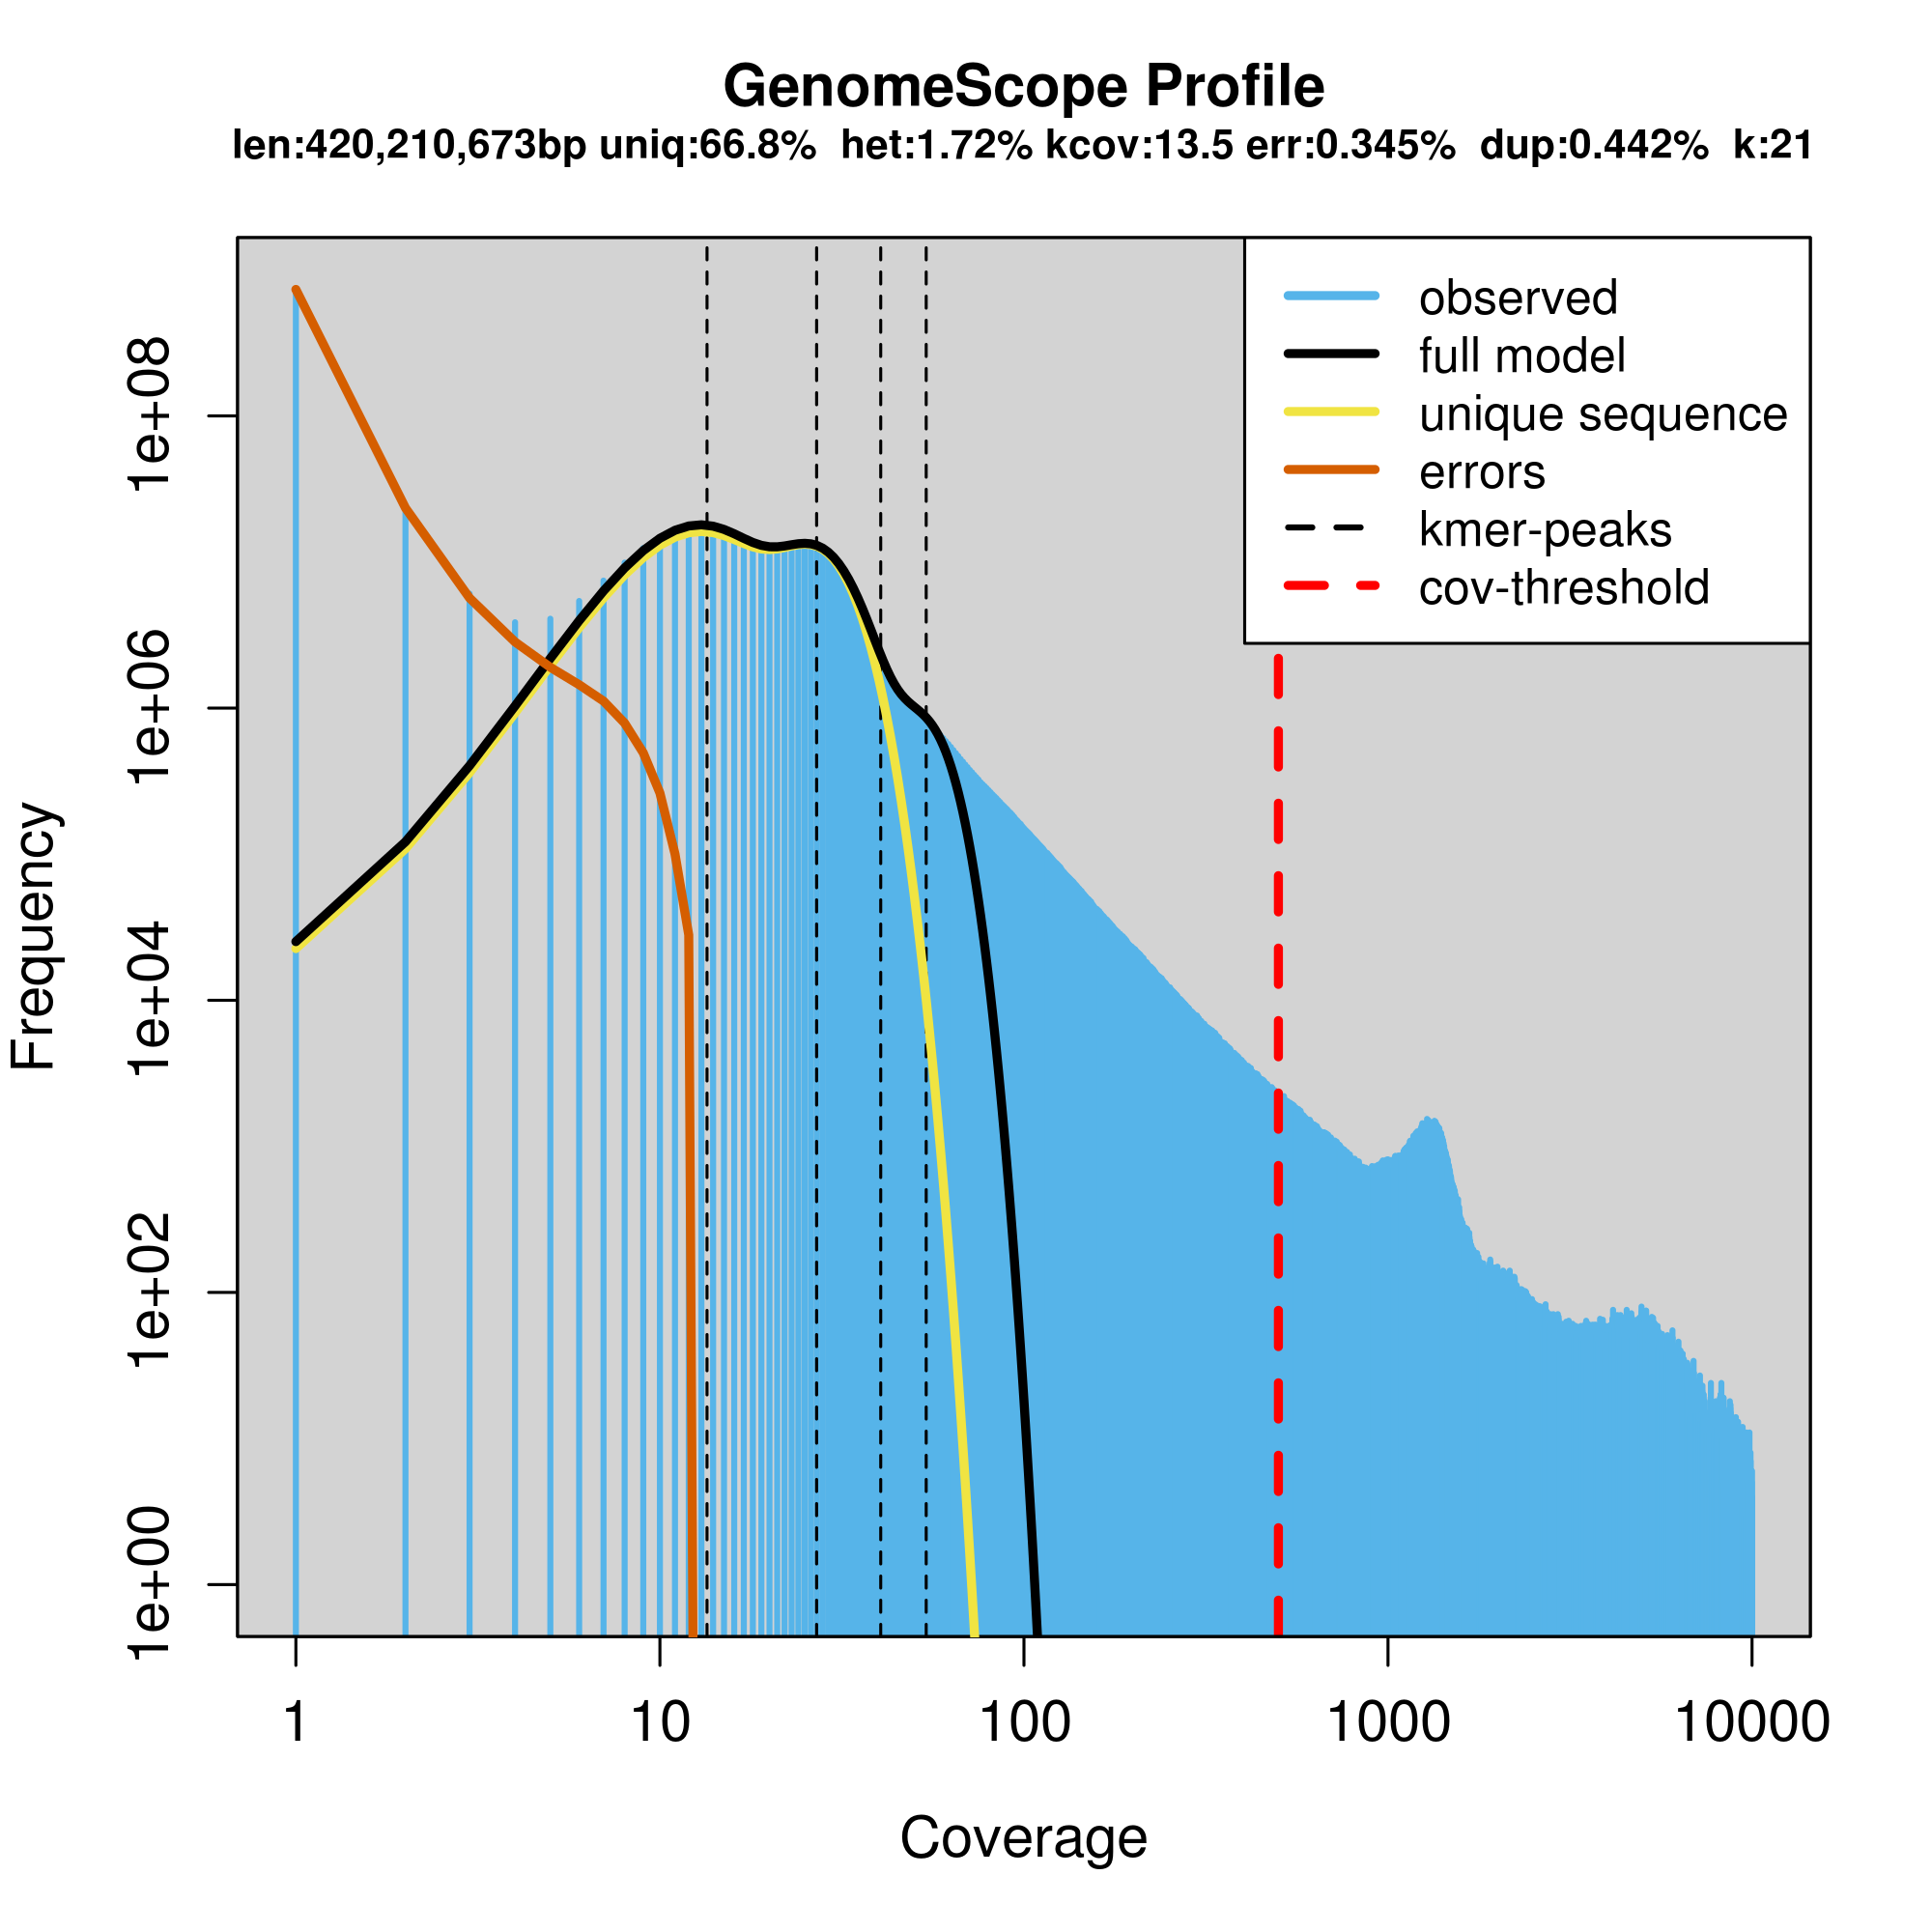 GenomeScope Profile
len:420,210,673bp uniq:66.8% het:1.72% kcov:13.5 err:0.345% dup:0.442% k:21
observed
full model
unique sequence
errors
kmer-peaks
cov-threshold
Frequency
1e+08
1e+06
1e+04
1e+02
1e+00
1 10 100 1000 10000
Coverage